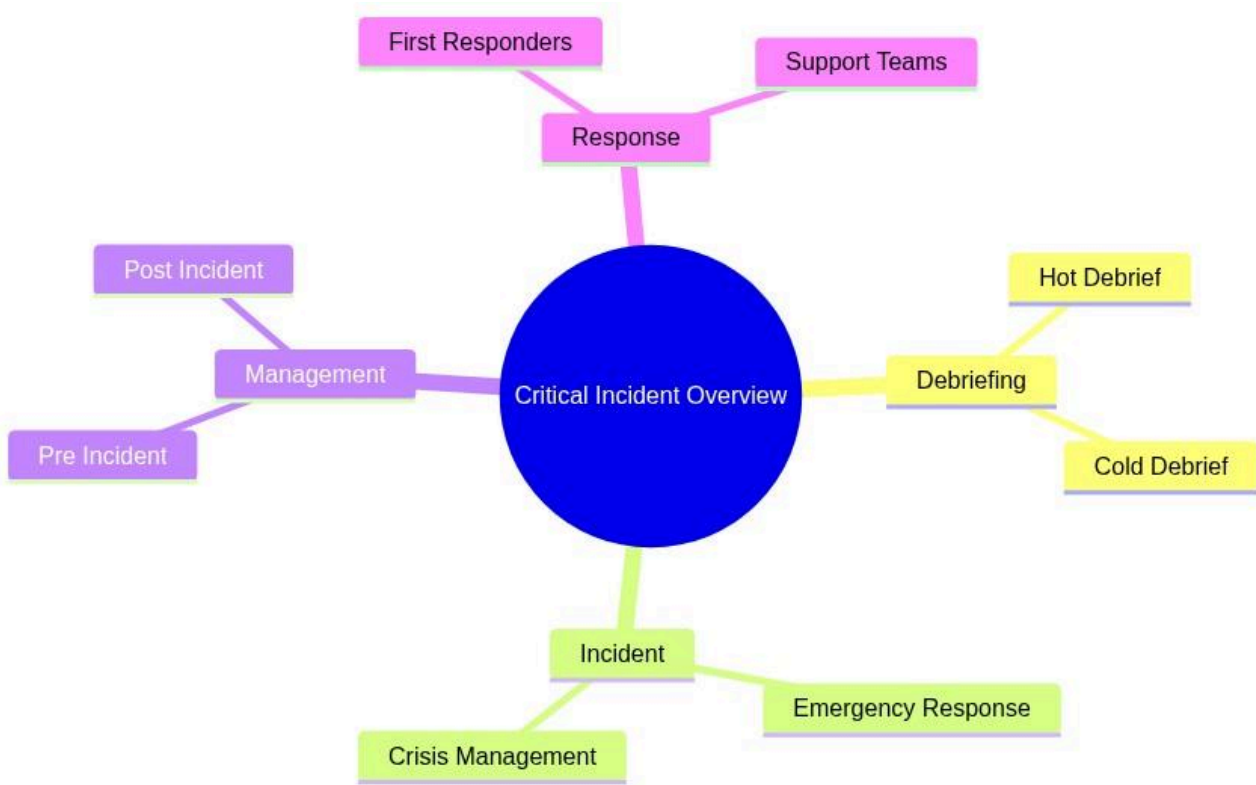 First Responders
Support Teams
Response
Post Incident
Hot Debrief
Management
Debriefing
Critical Incident Overview
Pre Incident
Cold Debrief
Incident
Emergency Response
Crisis Management